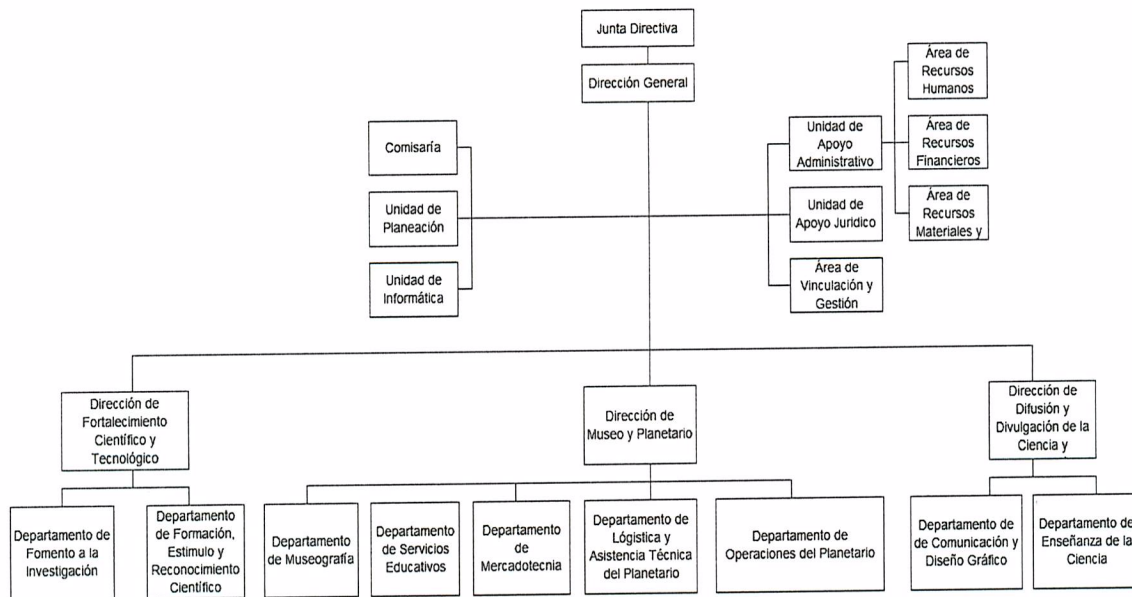 Junta Directiva
Dirección General
Comisaría
Unidad de
Planeación
Unidad de
Informática
Unidad de
Apoyo
Administrativo
Unidad de
Apoyo Jurídico
Área de
Vinculación y
Gestión
Área de
Recursos
Humanos
Área de
Recursos
Financieros
Área de
Recursos
Materiales y
Dirección de
Fortalecimiento
Científico y
Tecnológico
Dirección de
Museo y Planetario
Dirección de
Difusión y
Divulgación de la
Ciencia y
Departamento de
Fomento a la
Investigación
Departamento
de Formación,
Estimulo y
Reconocimiento
Científico
Departamento
de Museografía
Departamento
de Servicios
Educativos
Departamento
de
Mercadotecnia
Departamento de
Lógistica y
Asistencia Técnica
del Planetario
Departamento de
Operaciones del Planetario
Departamento de
de Comunicación y
Diseño Gráfico
Departamento de
Enseñanza de la
Ciencia